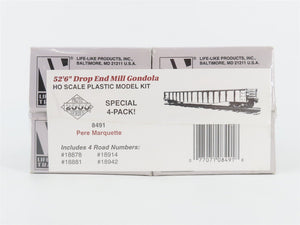 LIFE-LIKE PRODUCTS, INC.,
BALTIMORE, MD 21211 U.S.A.
LIFE-LIKE PRODUCTS, INC.,
BALTIMORE, MD 21211 U.S.A.
52'6" Drop End Mill Gondola
HO SCALE PLASTIC MODEL KIT
2000
SPECIAL
4-PACK!
8491
Pere Marquette
Includes 4 Road Numbers:
#18878 #18914
#18881 #18942